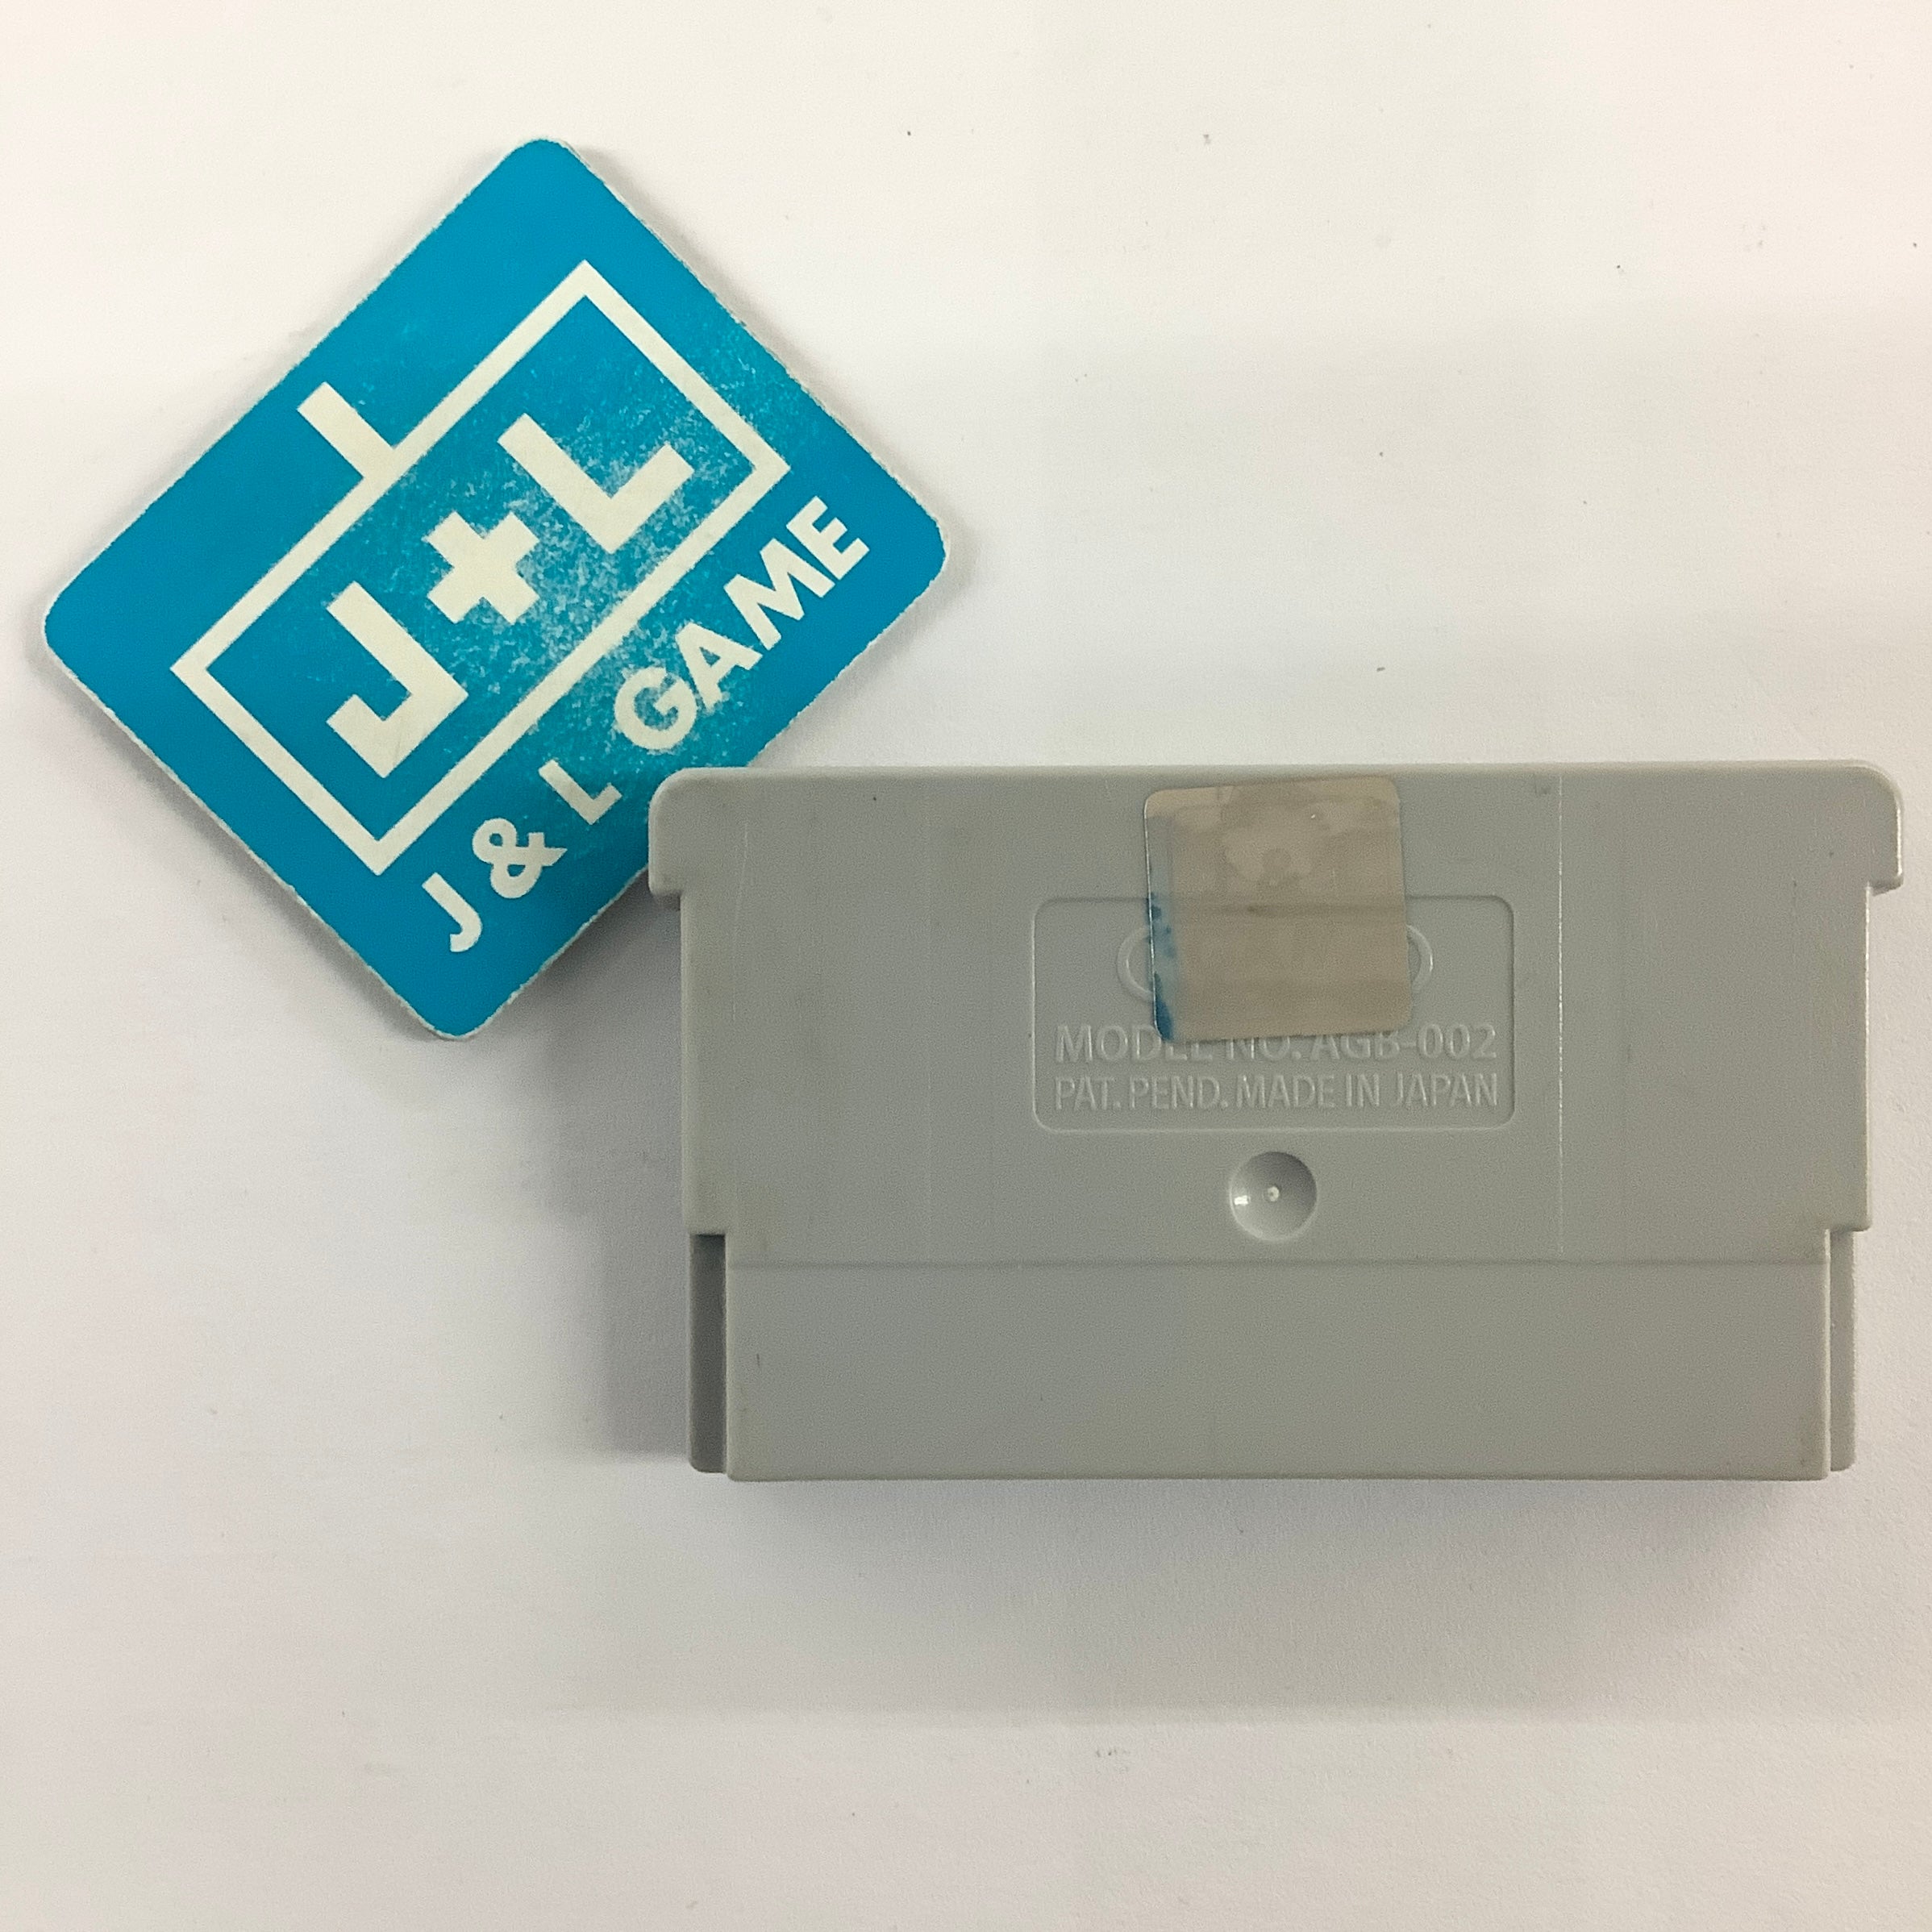 J+L
J & L GAME
MODEL NO. AGB-002
PAT. PEND. MADE IN JAPAN